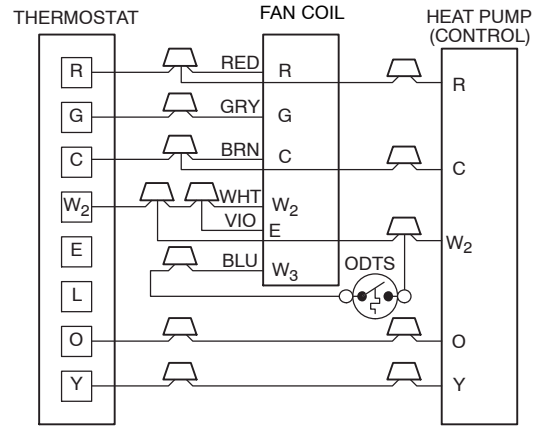 THERMOSTAT
FAN COIL
HEAT PUMP
(CONTROL)
R
RED
R
R
G
GRY
G
C
BRN
C
C
W2
WHT
W2
VIO
E
W2
E
BLU
W3
ODTS
L
O
O
Y
Y